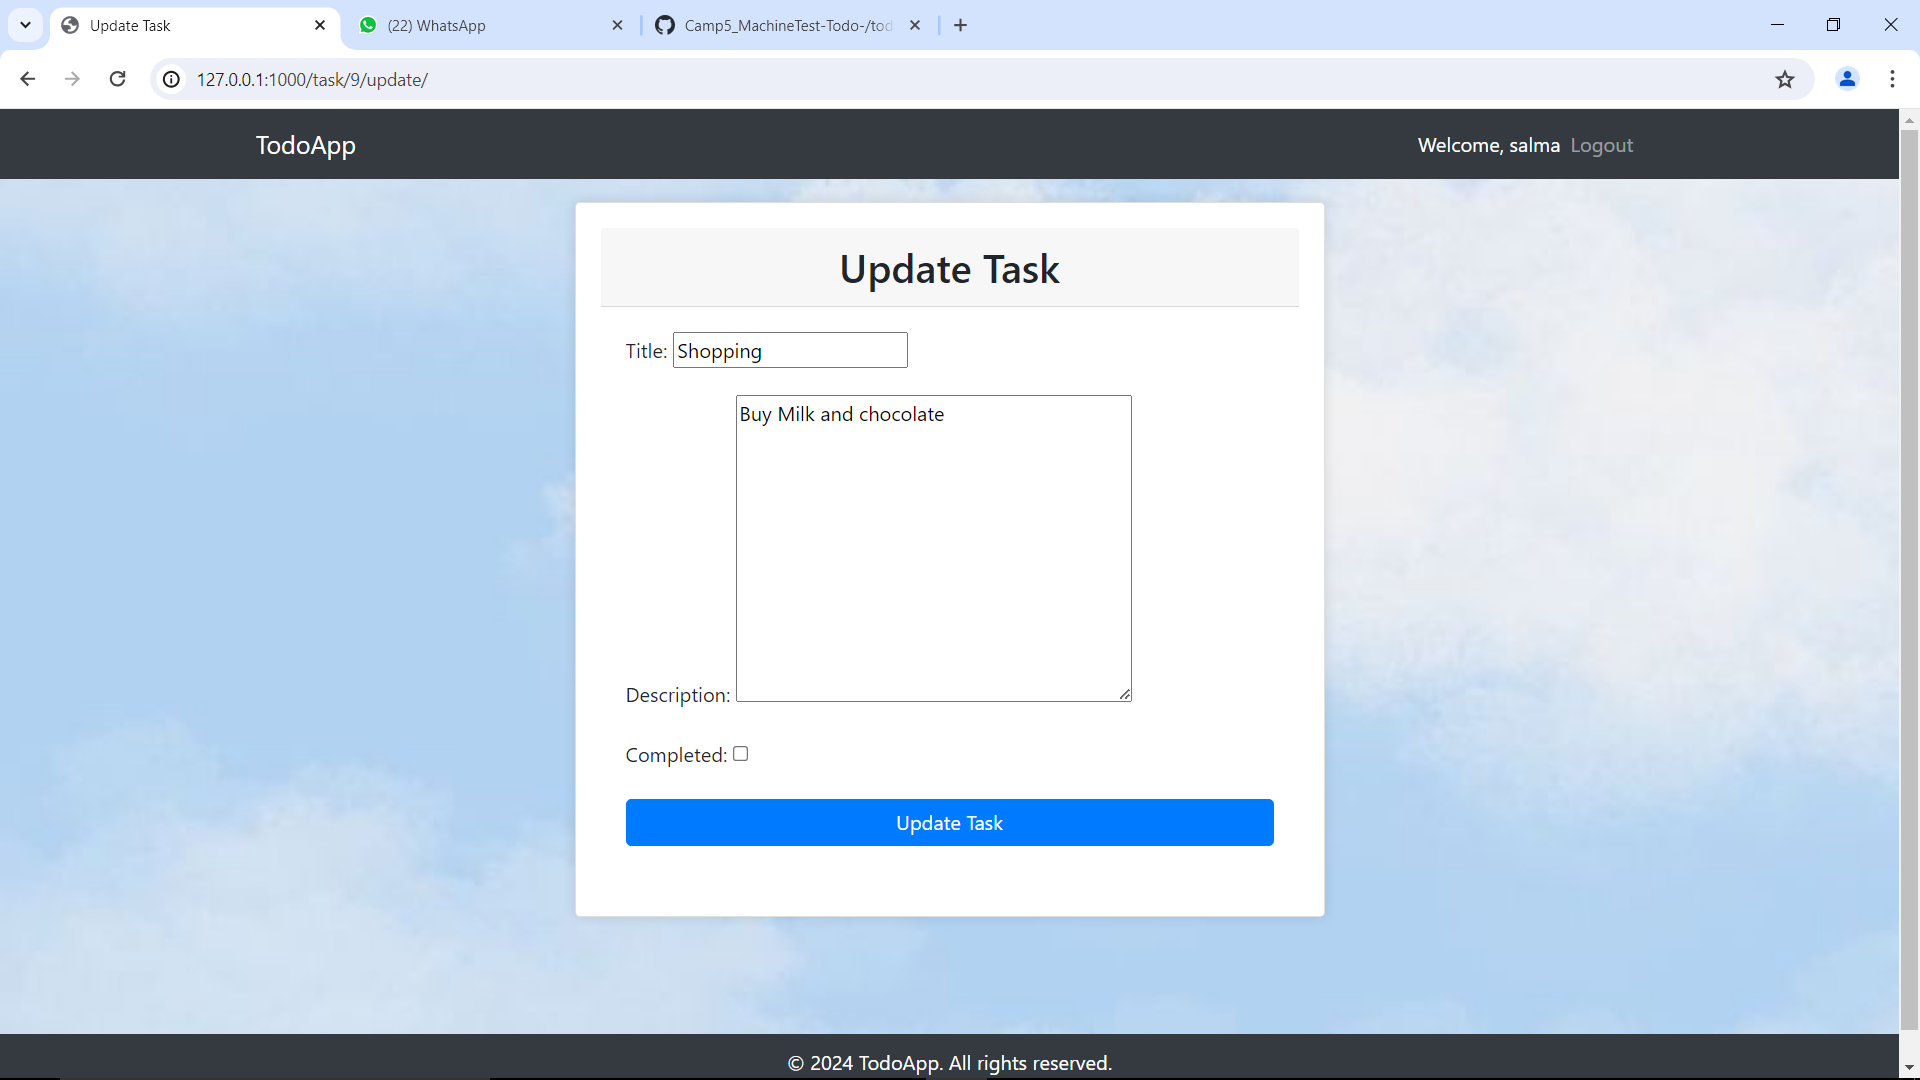 Update Task
(22) WhatsApp
Camp5_MachineTest-Todo-/tod
127.0.0.1:1000/task/9/update/
TodoApp
Welcome, salma Logout
Update Task
Title: Shopping
Buy Milk and chocolate
Description:
Completed:
Update Task
© 2024 TodoApp. All rights reserved.